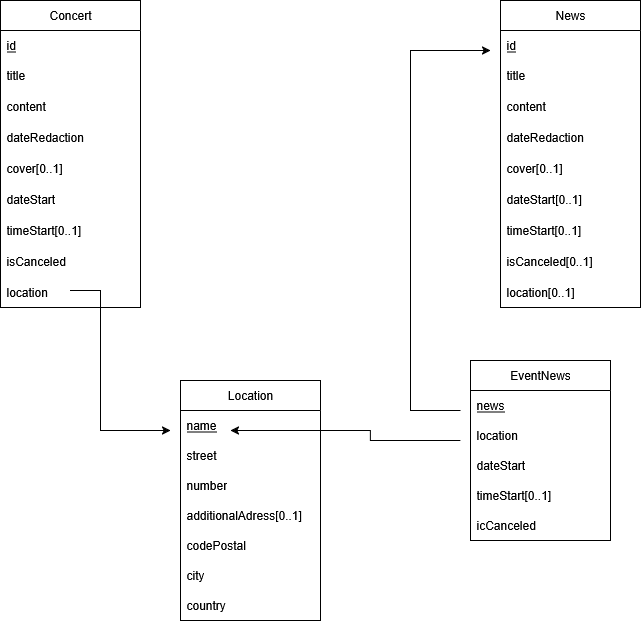 Concert
id
title
content
dateRedaction
cover[0..1]
dateStart
timeStart[0..1]
isCanceled
location
News
id
title
content
dateRedaction
cover[0..1]
dateStart[0..1]
timeStart[0..1]
isCanceled[0..1]
location[0..1]
Location
name
street
number
additionalAdress[0..1]
codePostal
city
country
EventNews
news
location
dateStart
timeStart[0..1]
icCanceled